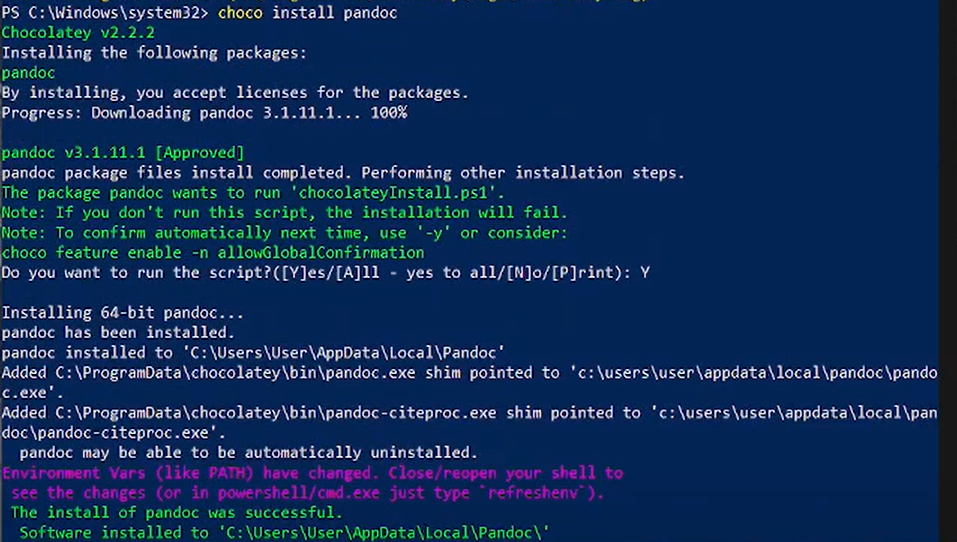 PS C:\Windows\system32> choco install pandoc
Chocolatey v2.2.2
Installing the following packages:
pandoc
By installing, you accept licenses for the packages.
Progress: Downloading pandoc 3.1.11.1... 100%
pandoc v3.1.11.1 [Approved]
pandoc package files install completed. Performing other installation steps.
The package pandoc wants to run 'chocolateyInstall.ps1'.
Note: If you don't run this script, the installation will fail.
Note: To confirm automatically next time, use '-y' or consider:
choco feature enable -n allowGlobalConfirmation
Do you want to run the script?([Y]es/[A]ll - yes to all/[N]o/[P]rint): Y
Installing 64-bit pandoc...
pandoc has been installed.
pandoc installed to 'C:\Users\User\AppData\Local\Pandoc'
Added C:\ProgramData\chocolatey\bin\pandoc.exe shim pointed to 'c:\users\user\appdata\local\pandoc\pando
c.exe'.
Added C:\ProgramData\chocolatey\bin\pandoc-citeproc.exe shim pointed to 'c:\users\user\appdata\local\pan
doc\pandoc-citeproc.exe'.
pandoc may be able to be automatically uninstalled.
Environment Vars (like PATH) have changed. Close/reopen your shell to
see the changes (or in powershell/cmd.exe just type `refreshenv`).
The install of pandoc was successful.
Software installed to 'C:\Users\User\AppData\Local\Pandoc\'